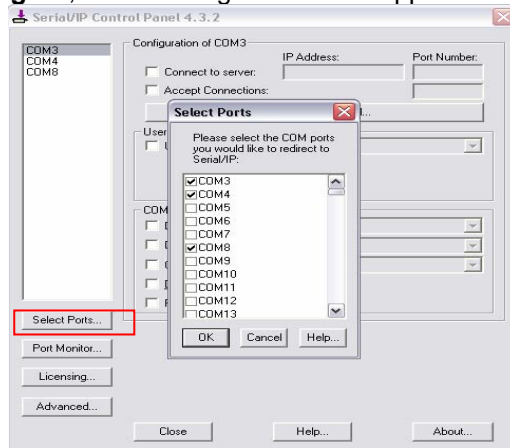 Serial/IP Control Panel 4.3.2
COM3
COM4
COM8
Configuration of COM3
IP Address:
Port Number:
Connect to server:
Accept Connections:
Select Ports
Please select the COM ports
you would like to redirect to
Serial/IP:
COM3
COM4
COM5
COM6
COM7
COM8
COM9
COM10
COM11
COM12
COM13
OK
Cancel
Help...
User
COM
Select Ports...
Port Monitor...
Licensing...
Advanced...
Close
Help...
About...